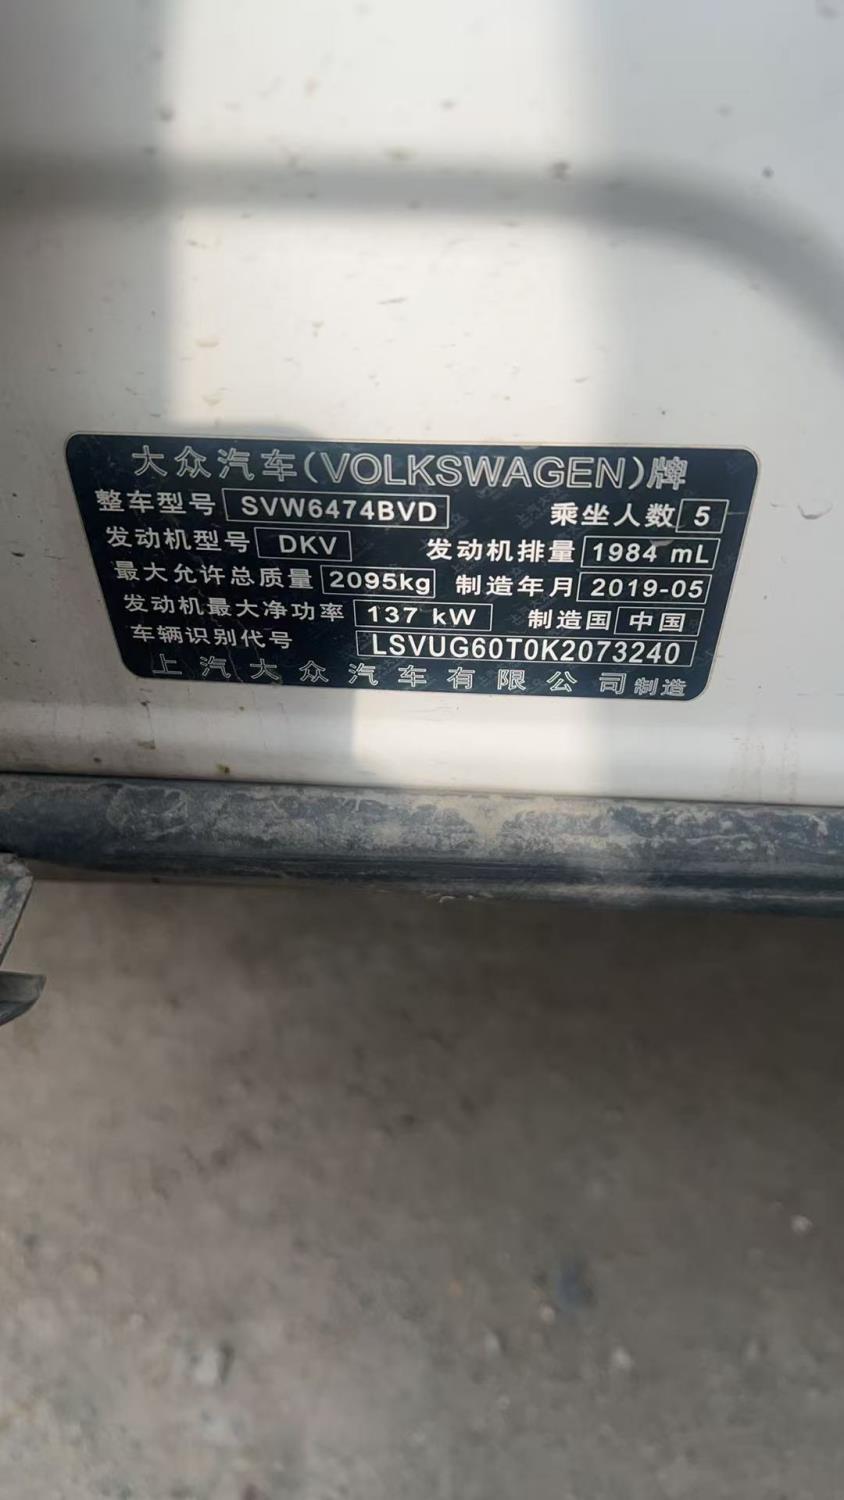 大众汽车(VOLKSWAGEN)牌
整车型号 SVW6474BVD 乘坐人数 5
发动机型号 DKV 发动机排量 1984 mL
最大允许总质量 2095kg 制造年月 2019-05
发动机最大净功率 137 kW 制造国 中国
车辆识别代号 LSVUG60T0K2073240
上汽大众汽车有限公司制造